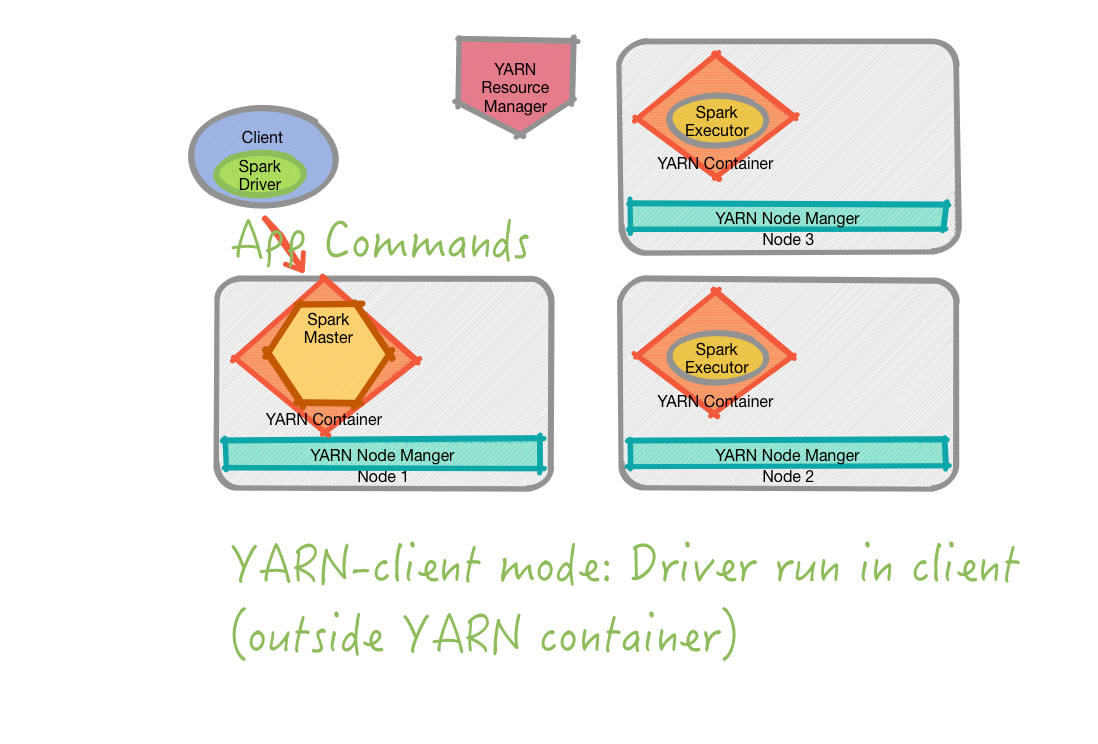 YARN
Resource
Manager
Client
Spark
Driver
Spark
Executor
YARN Container
YARN Node Manger
Node 3
App Commands
Spark
Master
YARN Container
YARN Node Manger
Node 1
Spark
Executor
YARN Container
YARN Node Manger
Node 2
YARN-client mode: Driver run in client
(outside YARN container)